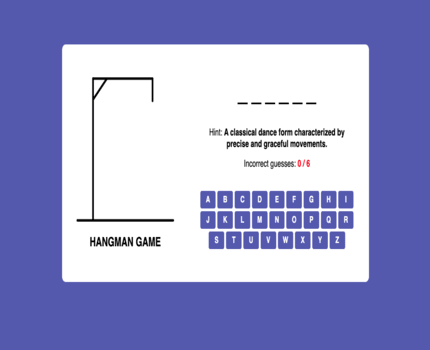 Hint: A classical dance form characterized by
precise and graceful movements.
Incorrect guesses: 0 / 6
A B C D E F G H I
J K L M N O P Q R
S T U V W X Y Z
HANGMAN GAME